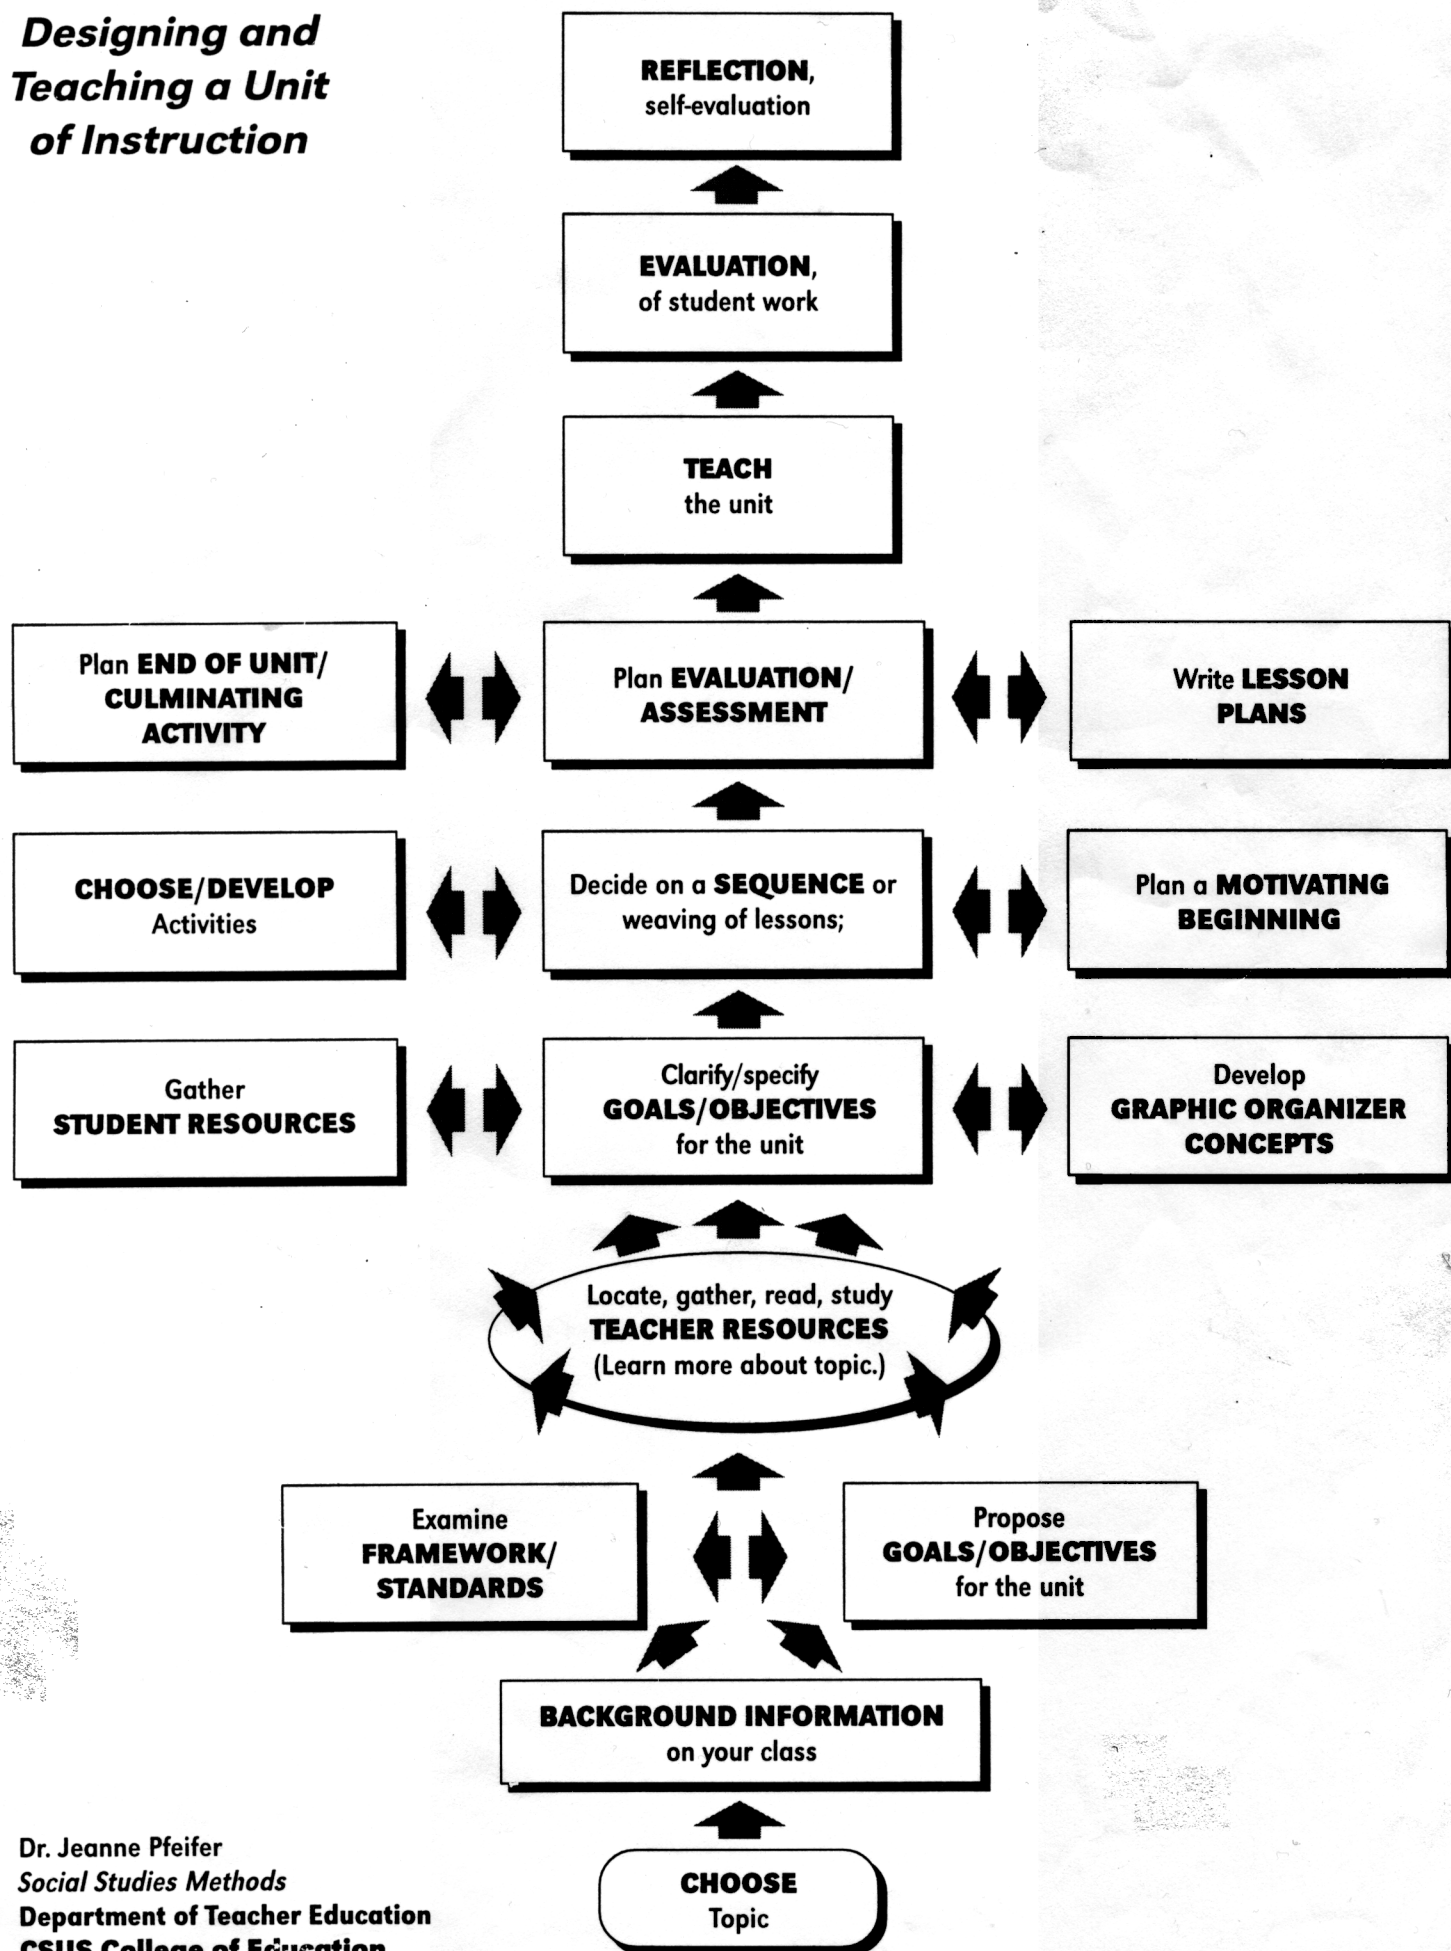 Designing and
Teaching a Unit
of Instruction
REFLECTION,
self-evaluation
EVALUATION,
of student work
TEACH
the unit
Plan END OF UNIT/
CULMINATING
ACTIVITY
Plan EVALUATION/
ASSESSMENT
Write LESSON
PLANS
CHOOSE/DEVELOP
Activities
Decide on a SEQUENCE or
weaving of lessons;
Plan a MOTIVATING
BEGINNING
Gather
STUDENT RESOURCES
Clarify/specify
GOALS/OBJECTIVES
for the unit
Develop
GRAPHIC ORGANIZER
CONCEPTS
Locate, gather, read, study
TEACHER RESOURCES
(Learn more about topic.)
Examine
FRAMEWORK/
STANDARDS
Propose
GOALS/OBJECTIVES
for the unit
BACKGROUND INFORMATION
on your class
CHOOSE
Topic
Dr. Jeanne Pfeifer
Social Studies Methods
Department of Teacher Education
CSUS College of Education